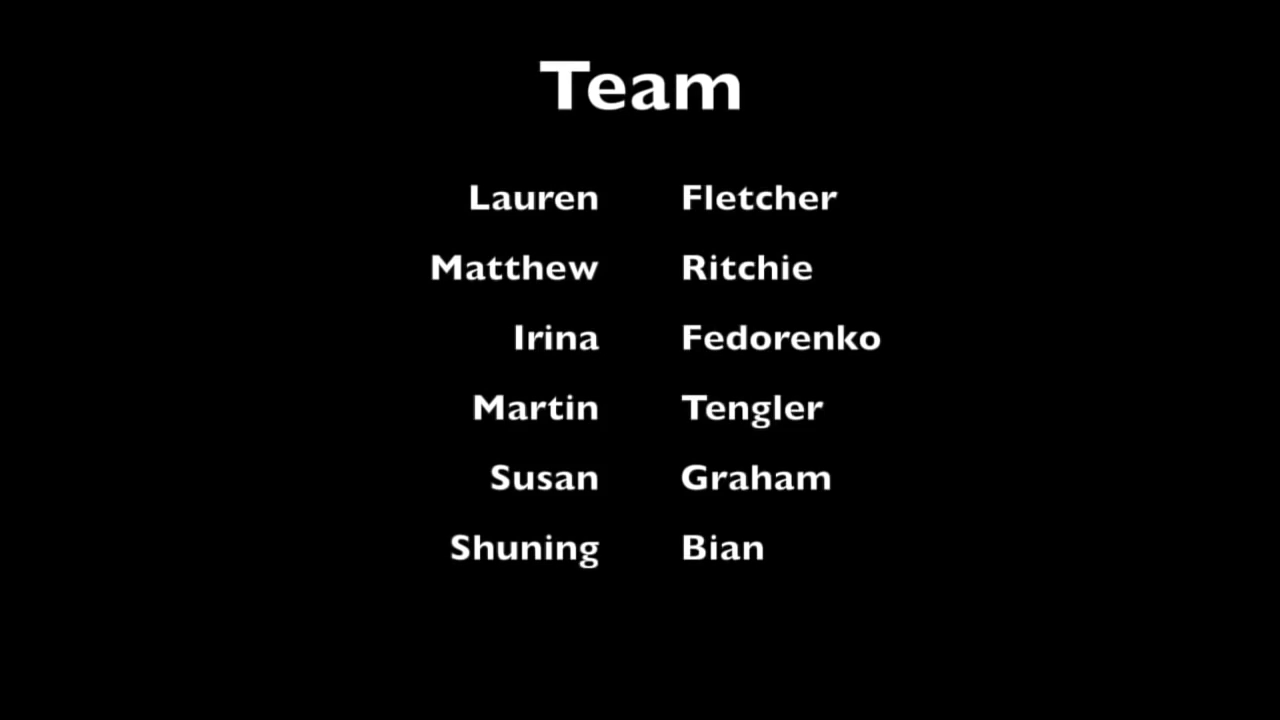 Team
Lauren Fletcher
Matthew Ritchie
Irina Fedorenko
Martin Tengler
Susan Graham
Shuning Bian